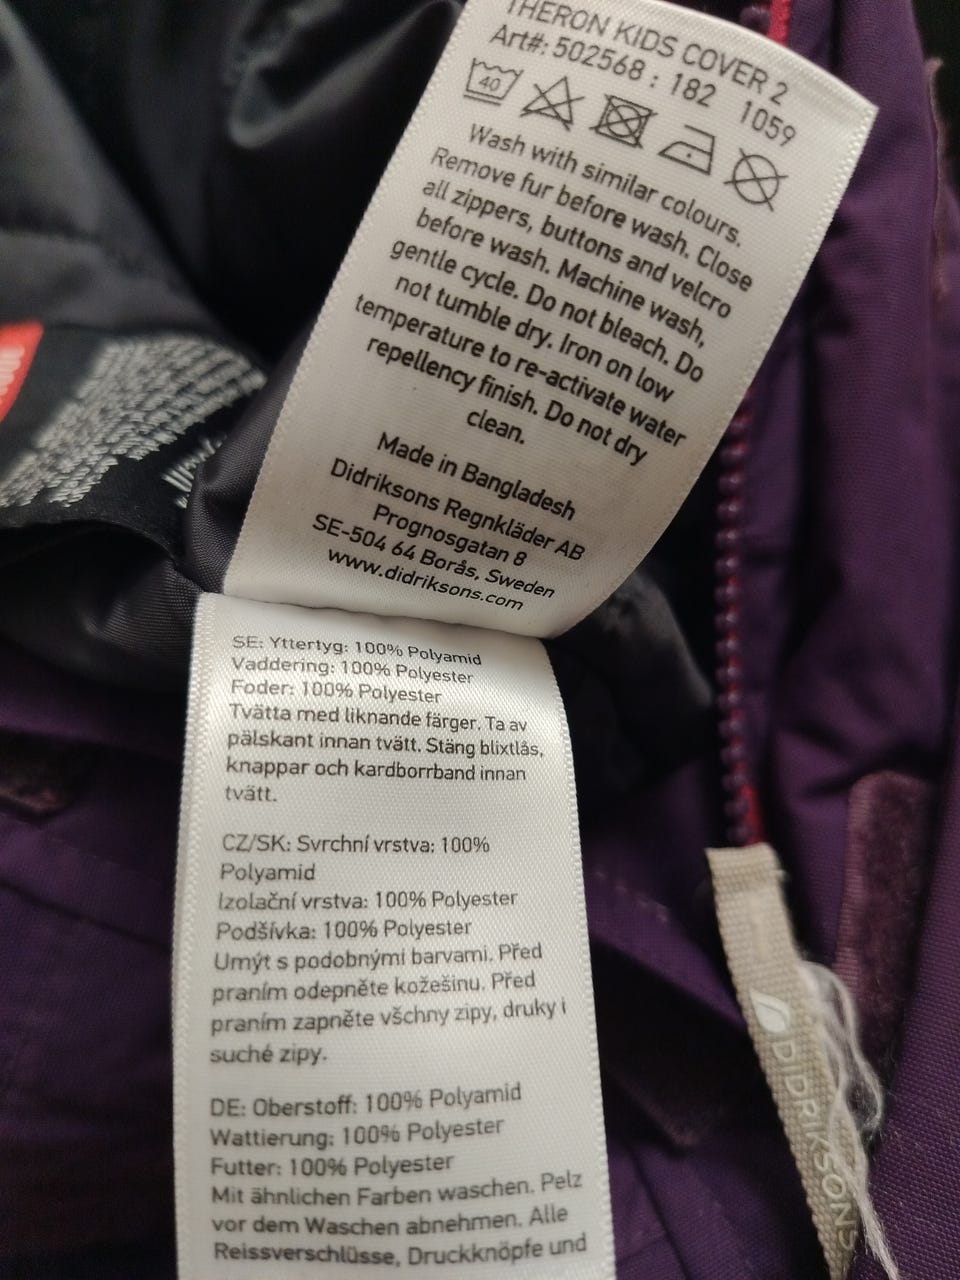 THERON KIDS COVER 2
Art#: 502568 : 182 1059
40
Wash with similar colours.
Remove fur before wash. Close
all zippers, buttons and velcro
before wash. Machine wash,
gentle cycle. Do not bleach. Do
not tumble dry. Iron on low
temperature to re-activate water
repellency finish. Do not dry
clean.
Made in Bangladesh
Didriksons Regnkläder AB
Prognosgatan 8
SE-504 64 Borås, Sweden
www.didriksons.com
SE: Yttertyg: 100% Polyamid
Vaddering: 100% Polyester
Foder: 100% Polyester
Tvätta med liknande färger. Ta av
pälskant innan tvätt. Stäng blixtlås,
knappar och kardborrband innan
tvätt.
CZ/SK: Svrchní vrstva: 100%
Polyamid
Izolační vrstva: 100% Polyester
Podšívka: 100% Polyester
Umýt s podobnými barvami. Před
praním odepněte kožešinu. Před
praním zapněte všchny zipy, druky i
suché zipy.
DE: Oberstoff: 100% Polyamid
Wattierung: 100% Polyester
Futter: 100% Polyester
Mit ähnlichen Farben waschen. Pelz
vor dem Waschen abnehmen. Alle
Reissverschlüsse, Druckknöpfe und
DIDRIKSONS